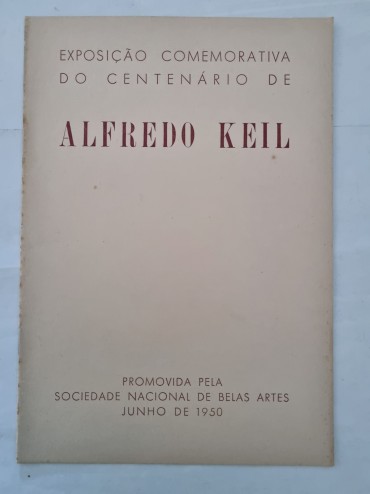 EXPOSIÇÃO COMEMORATIVA
DO CENTENÁRIO DE
ALFREDO KEIL
PROMOVIDA PELA
SOCIEDADE NACIONAL DE BELAS ARTES
JUNHO DE 1950